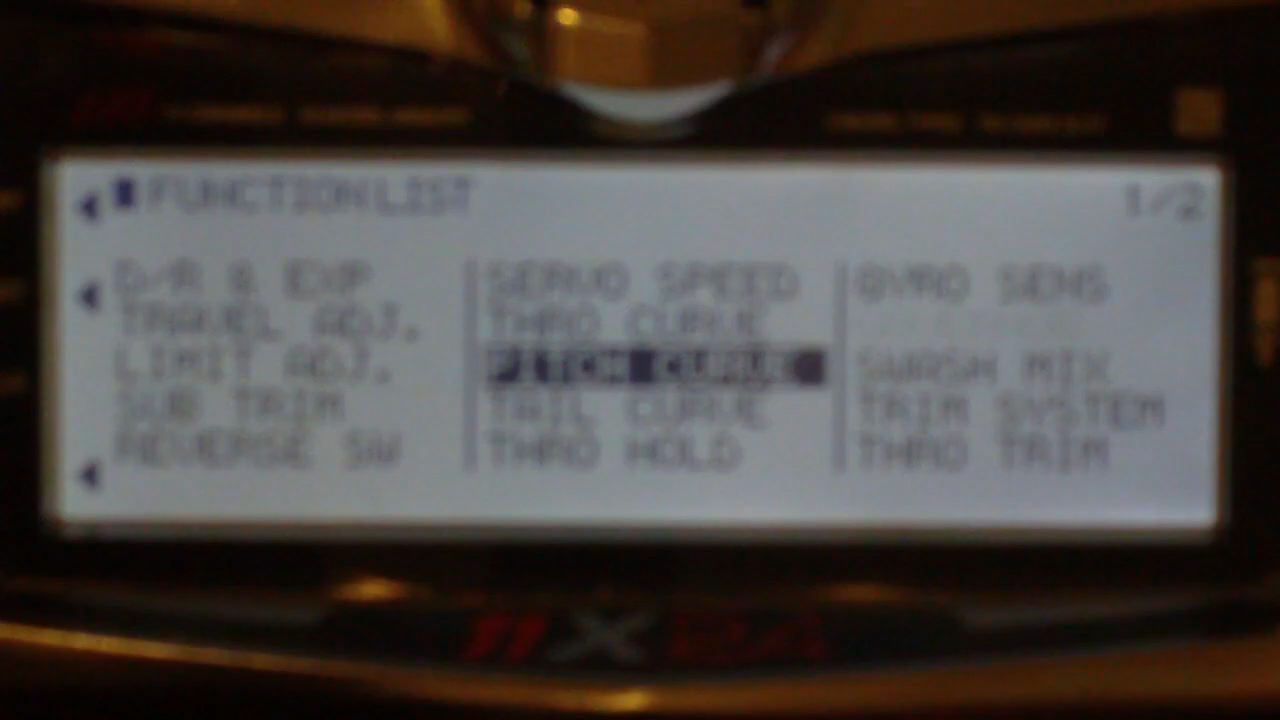 FUNCTION LIST
1/2
D/R & EXP
TRAVEL ADJ.
LIMIT ADJ.
SUB TRIM
REVERSE SW
SERVO SPEED
THRO CURVE
PITCH CURVE
TAIL CURVE
THRO HOLD
GYRO SENS
SWASH MIX
TRIM SYSTEM
THRO TRIM